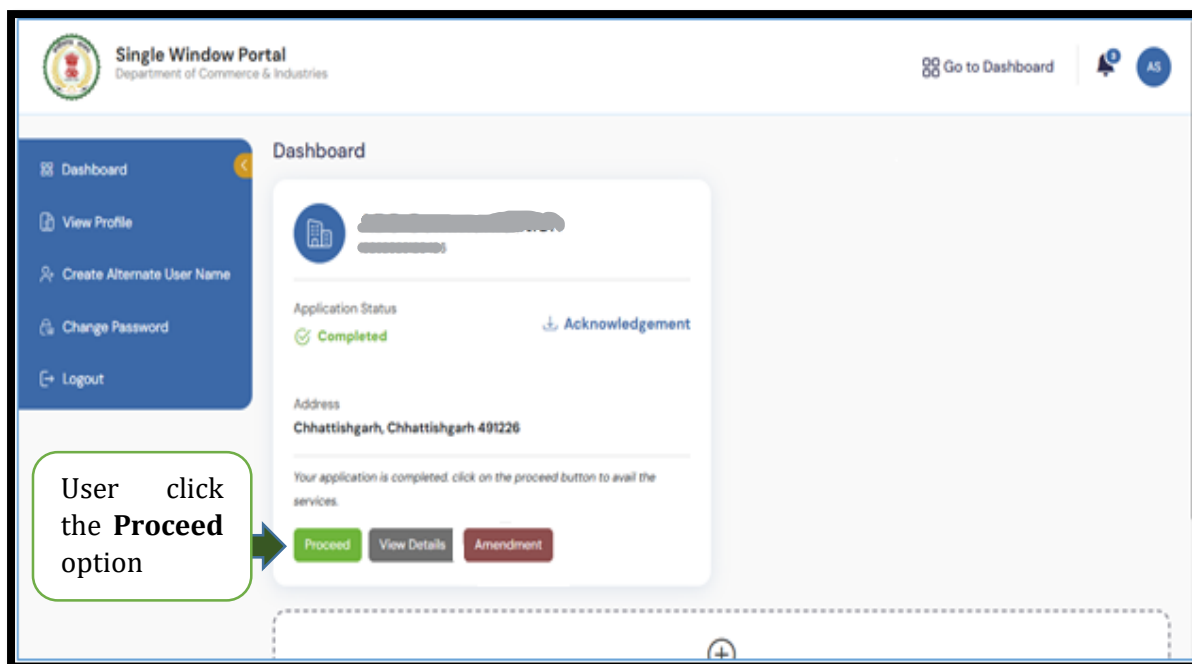 Single Window Portal
Department of Commerce & Industries
Go to Dashboard
3
AS
Dashboard
View Profile
Create Alternate User Name
Change Password
Logout
Dashboard
Application Status
Completed
Acknowledgement
Address
Chhattishgarh, Chhattishgarh 491226
Your application is completed. click on the proceed button to avail the
services.
Proceed
View Details
Amendment
User click
the Proceed
option